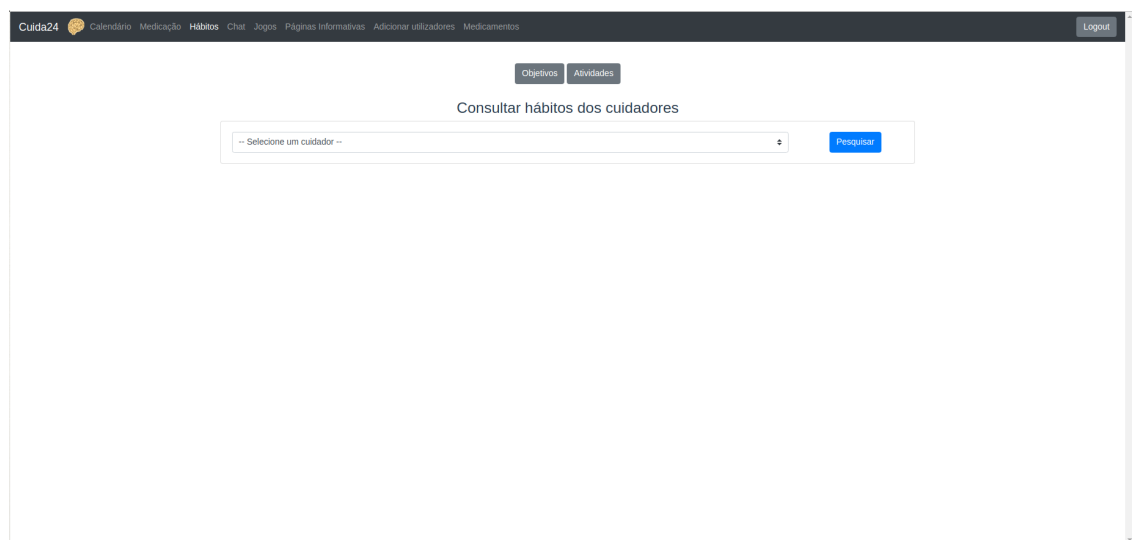 Cuida24 Calendário Medicação Hábitos Chat Jogos Páginas Informativas Adicionar utilizadores Medicamentos Logout
Objetivos Atividades
Consultar hábitos dos cuidadores
-- Selecione um cuidador -- Pesquisar